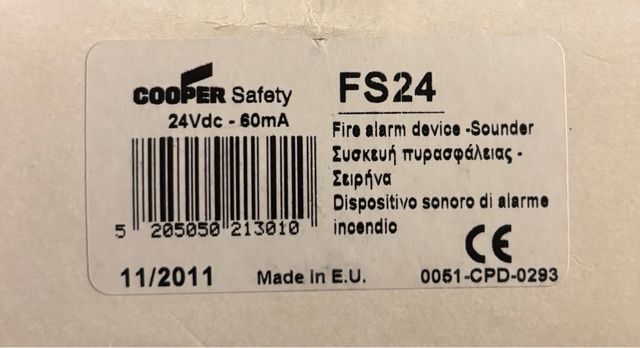 COOPER Safety
24Vdc - 60mA
5 205050 213010
11/2011
FS24
Fire alarm device -Sounder
Συσκευή πυρασφάλειας -
Σειρήνα
Dispositivo sonoro di alarme
incendio
CE
Made in E.U.
0051-CPD-0293